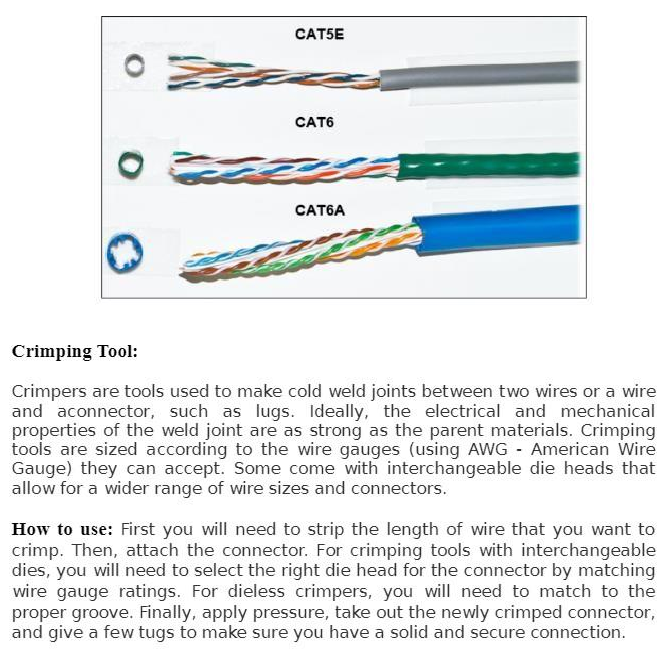 CAT5E
CAT6
CAT6A
Crimping Tool:
Crimpers are tools used to make cold weld joints between two wires or a wire
and aconnector, such as lugs. Ideally, the electrical and mechanical
properties of the weld joint are as strong as the parent materials. Crimping
tools are sized according to the wire gauges (using AWG - American Wire
Gauge) they can accept. Some come with interchangeable die heads that
allow for a wider range of wire sizes and connectors.
How to use: First you will need to strip the length of wire that you want to
crimp. Then, attach the connector. For crimping tools with interchangeable
dies, you will need to select the right die head for the connector by matching
wire gauge ratings. For dieless crimpers, you will need to match to the
proper groove. Finally, apply pressure, take out the newly crimped connector,
and give a few tugs to make sure you have a solid and secure connection.